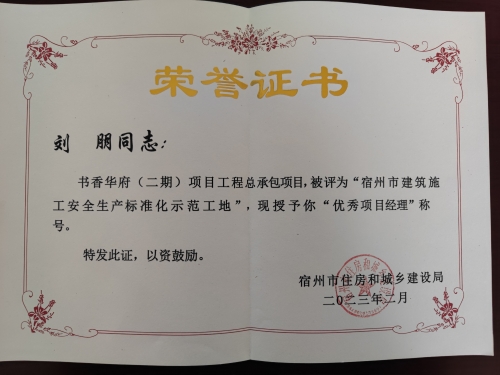 荣誉证书
刘 朋同志：
书香华府（二期）项目工程总承包项目，被评为“宿州市建筑施
工安全生产标准化示范工地”，现授予你“优秀项目经理”称
号。
特发此证，以资鼓励。
宿州市住房和城乡建设局
二〇二三年二月